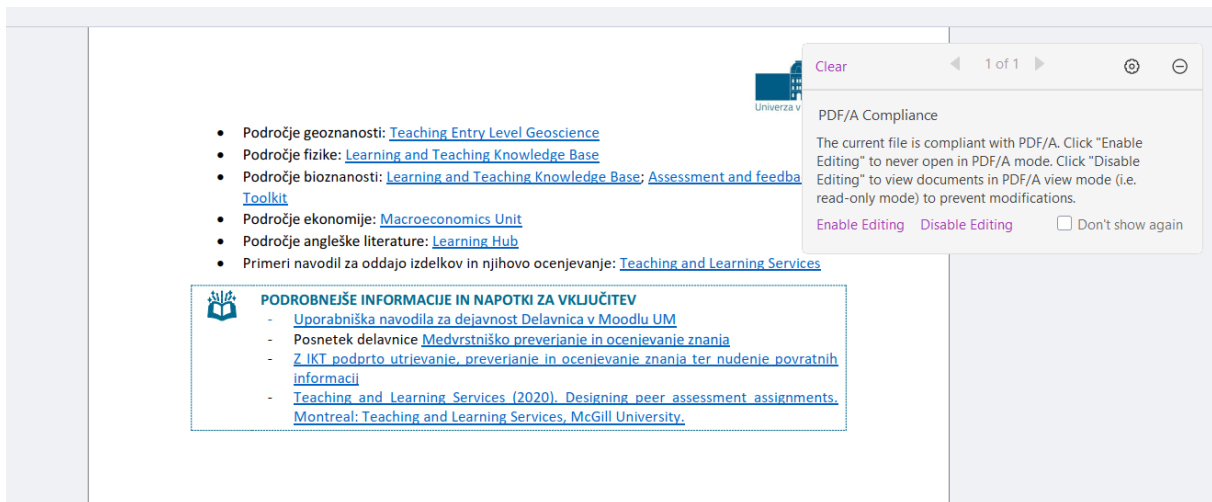 Univerza v
• Področje geoznanosti: Teaching Entry Level Geoscience
• Področje fizike: Learning and Teaching Knowledge Base
• Področje bioznanosti: Learning and Teaching Knowledge Base; Assessment and feedba
Toolkit
• Področje ekonomije: Macroeconomics Unit
• Področje angleške literature: Learning Hub
• Primeri navodil za oddajo izdelkov in njihovo ocenjevanje: Teaching and Learning Services
PODROBNEJŠE INFORMACIJE IN NAPOTKI ZA VKLJUČITEV
- Uporabniška navodila za dejavnost Delavnica v Moodlu UM
- Posnetek delavnice Medvrstniško preverjanje in ocenjevanje znanja
- Z IKT podprto utrjevanje, preverjanje in ocenjevanje znanja ter nudenje povratnih
informacij
- Teaching and Learning Services (2020). Designing peer assessment assignments.
Montreal: Teaching and Learning Services, McGill University.
Clear 1 of 1
PDF/A Compliance
The current file is compliant with PDF/A. Click "Enable
Editing" to never open in PDF/A mode. Click "Disable
Editing" to view documents in PDF/A view mode (i.e.
read-only mode) to prevent modifications.
Enable Editing Disable Editing Don't show again